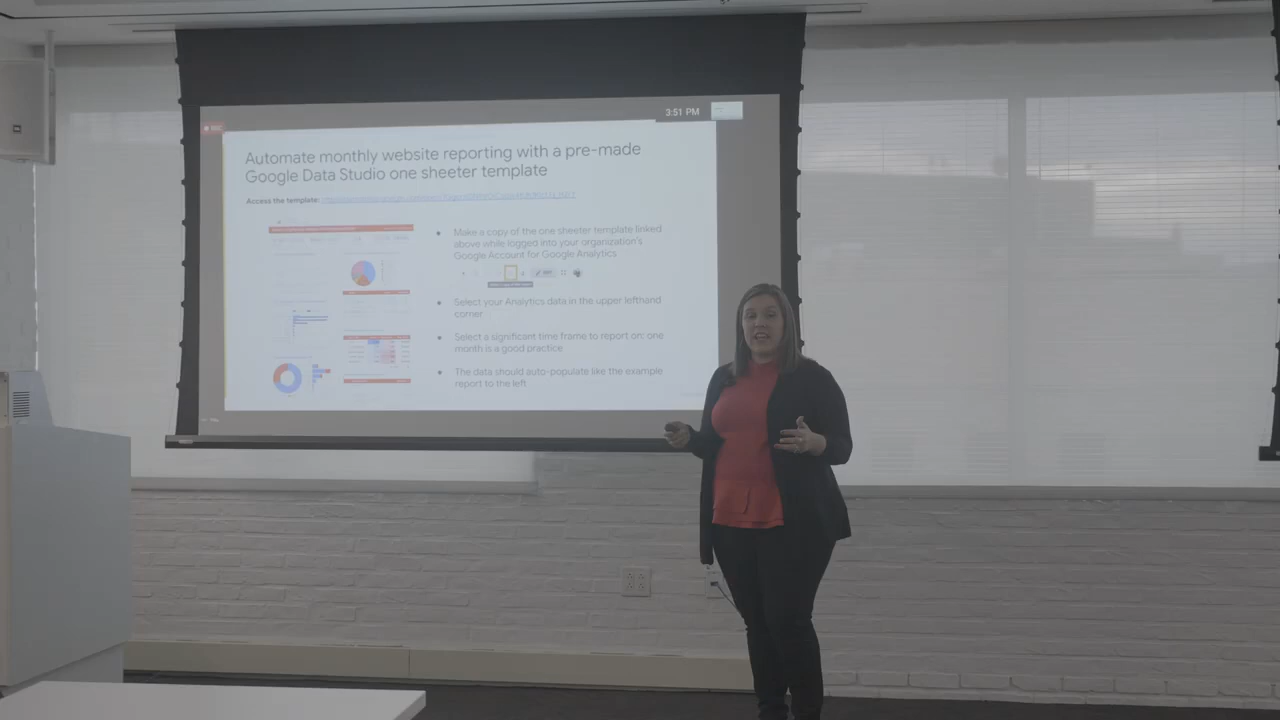 3:51 PM
REC
Automate monthly website reporting with a pre-made
Google Data Studio one sheeter template
Access the template:
● Make a copy of the one sheeter template linked
above while logged into your organization's
Google Account for Google Analytics
● Select your Analytics data in the upper lefthand
corner
● Select a significant time frame to report on: one
month is a good practice
● The data should auto-populate like the example
report to the left